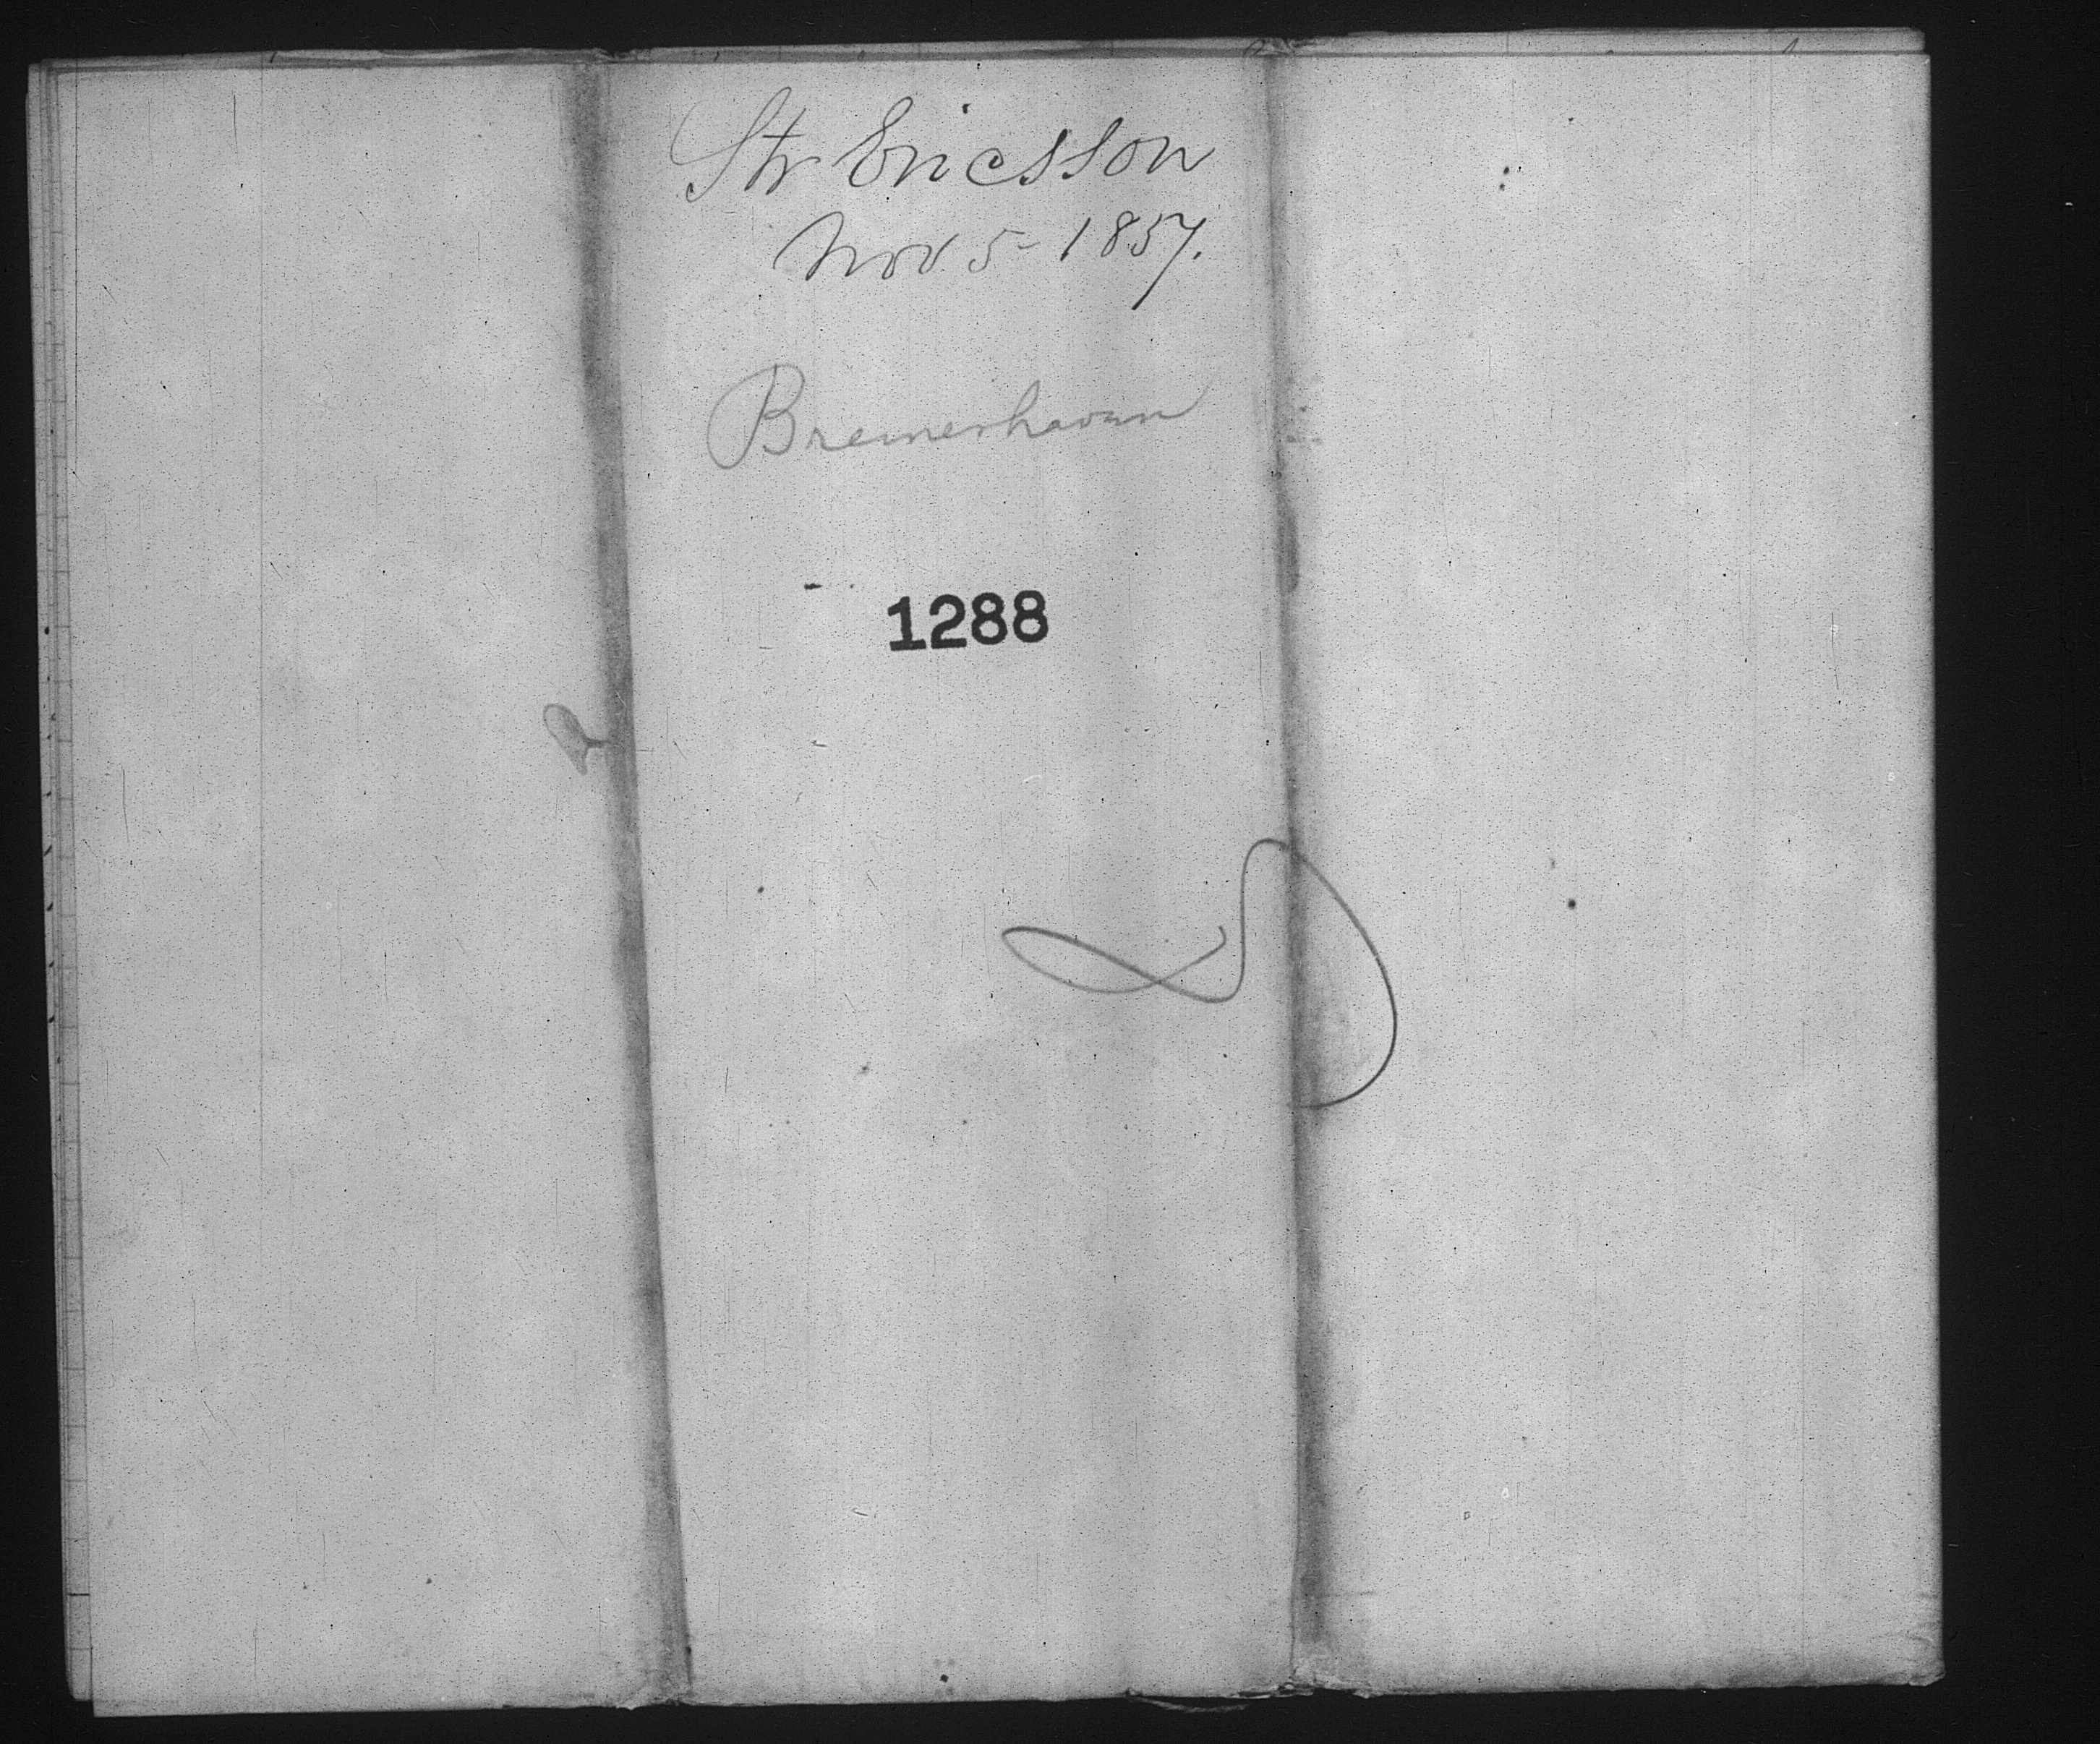 Str Ericsson
Nov 5 - 1857.
Bremerhaven
1288